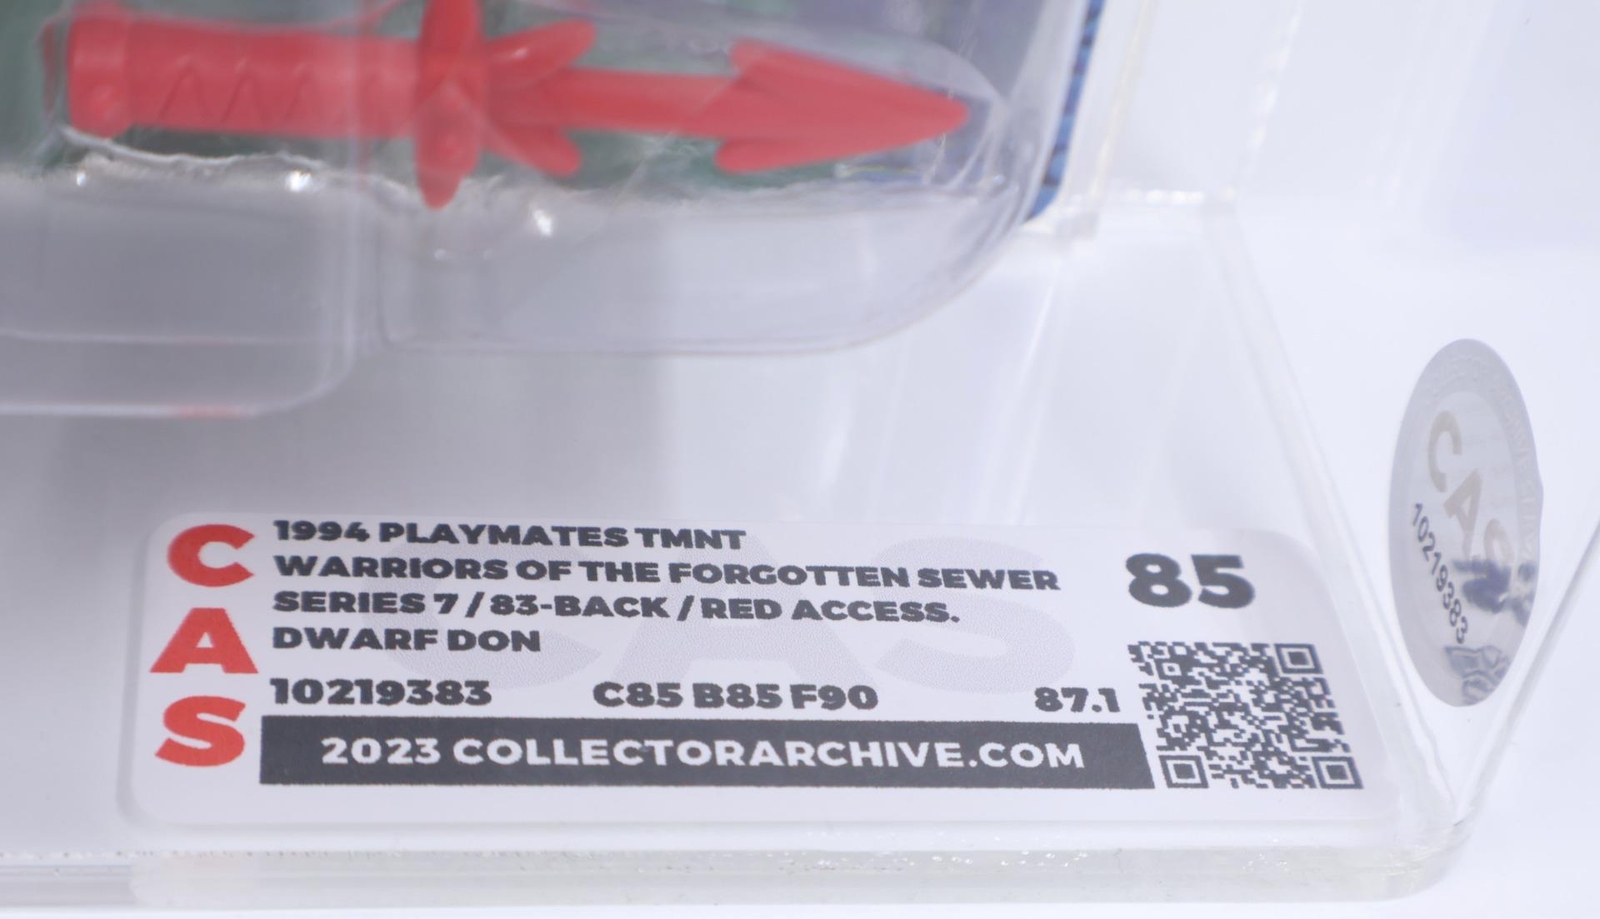 CAS
1994 PLAYMATES TMNT
WARRIORS OF THE FORGOTTEN SEWER
SERIES 7 / 83-BACK / RED ACCESS.
DWARF DON
85
10219383 C85 B85 F90 87.1
2023 COLLECTORARCHIVE.COM
CAS
10219383